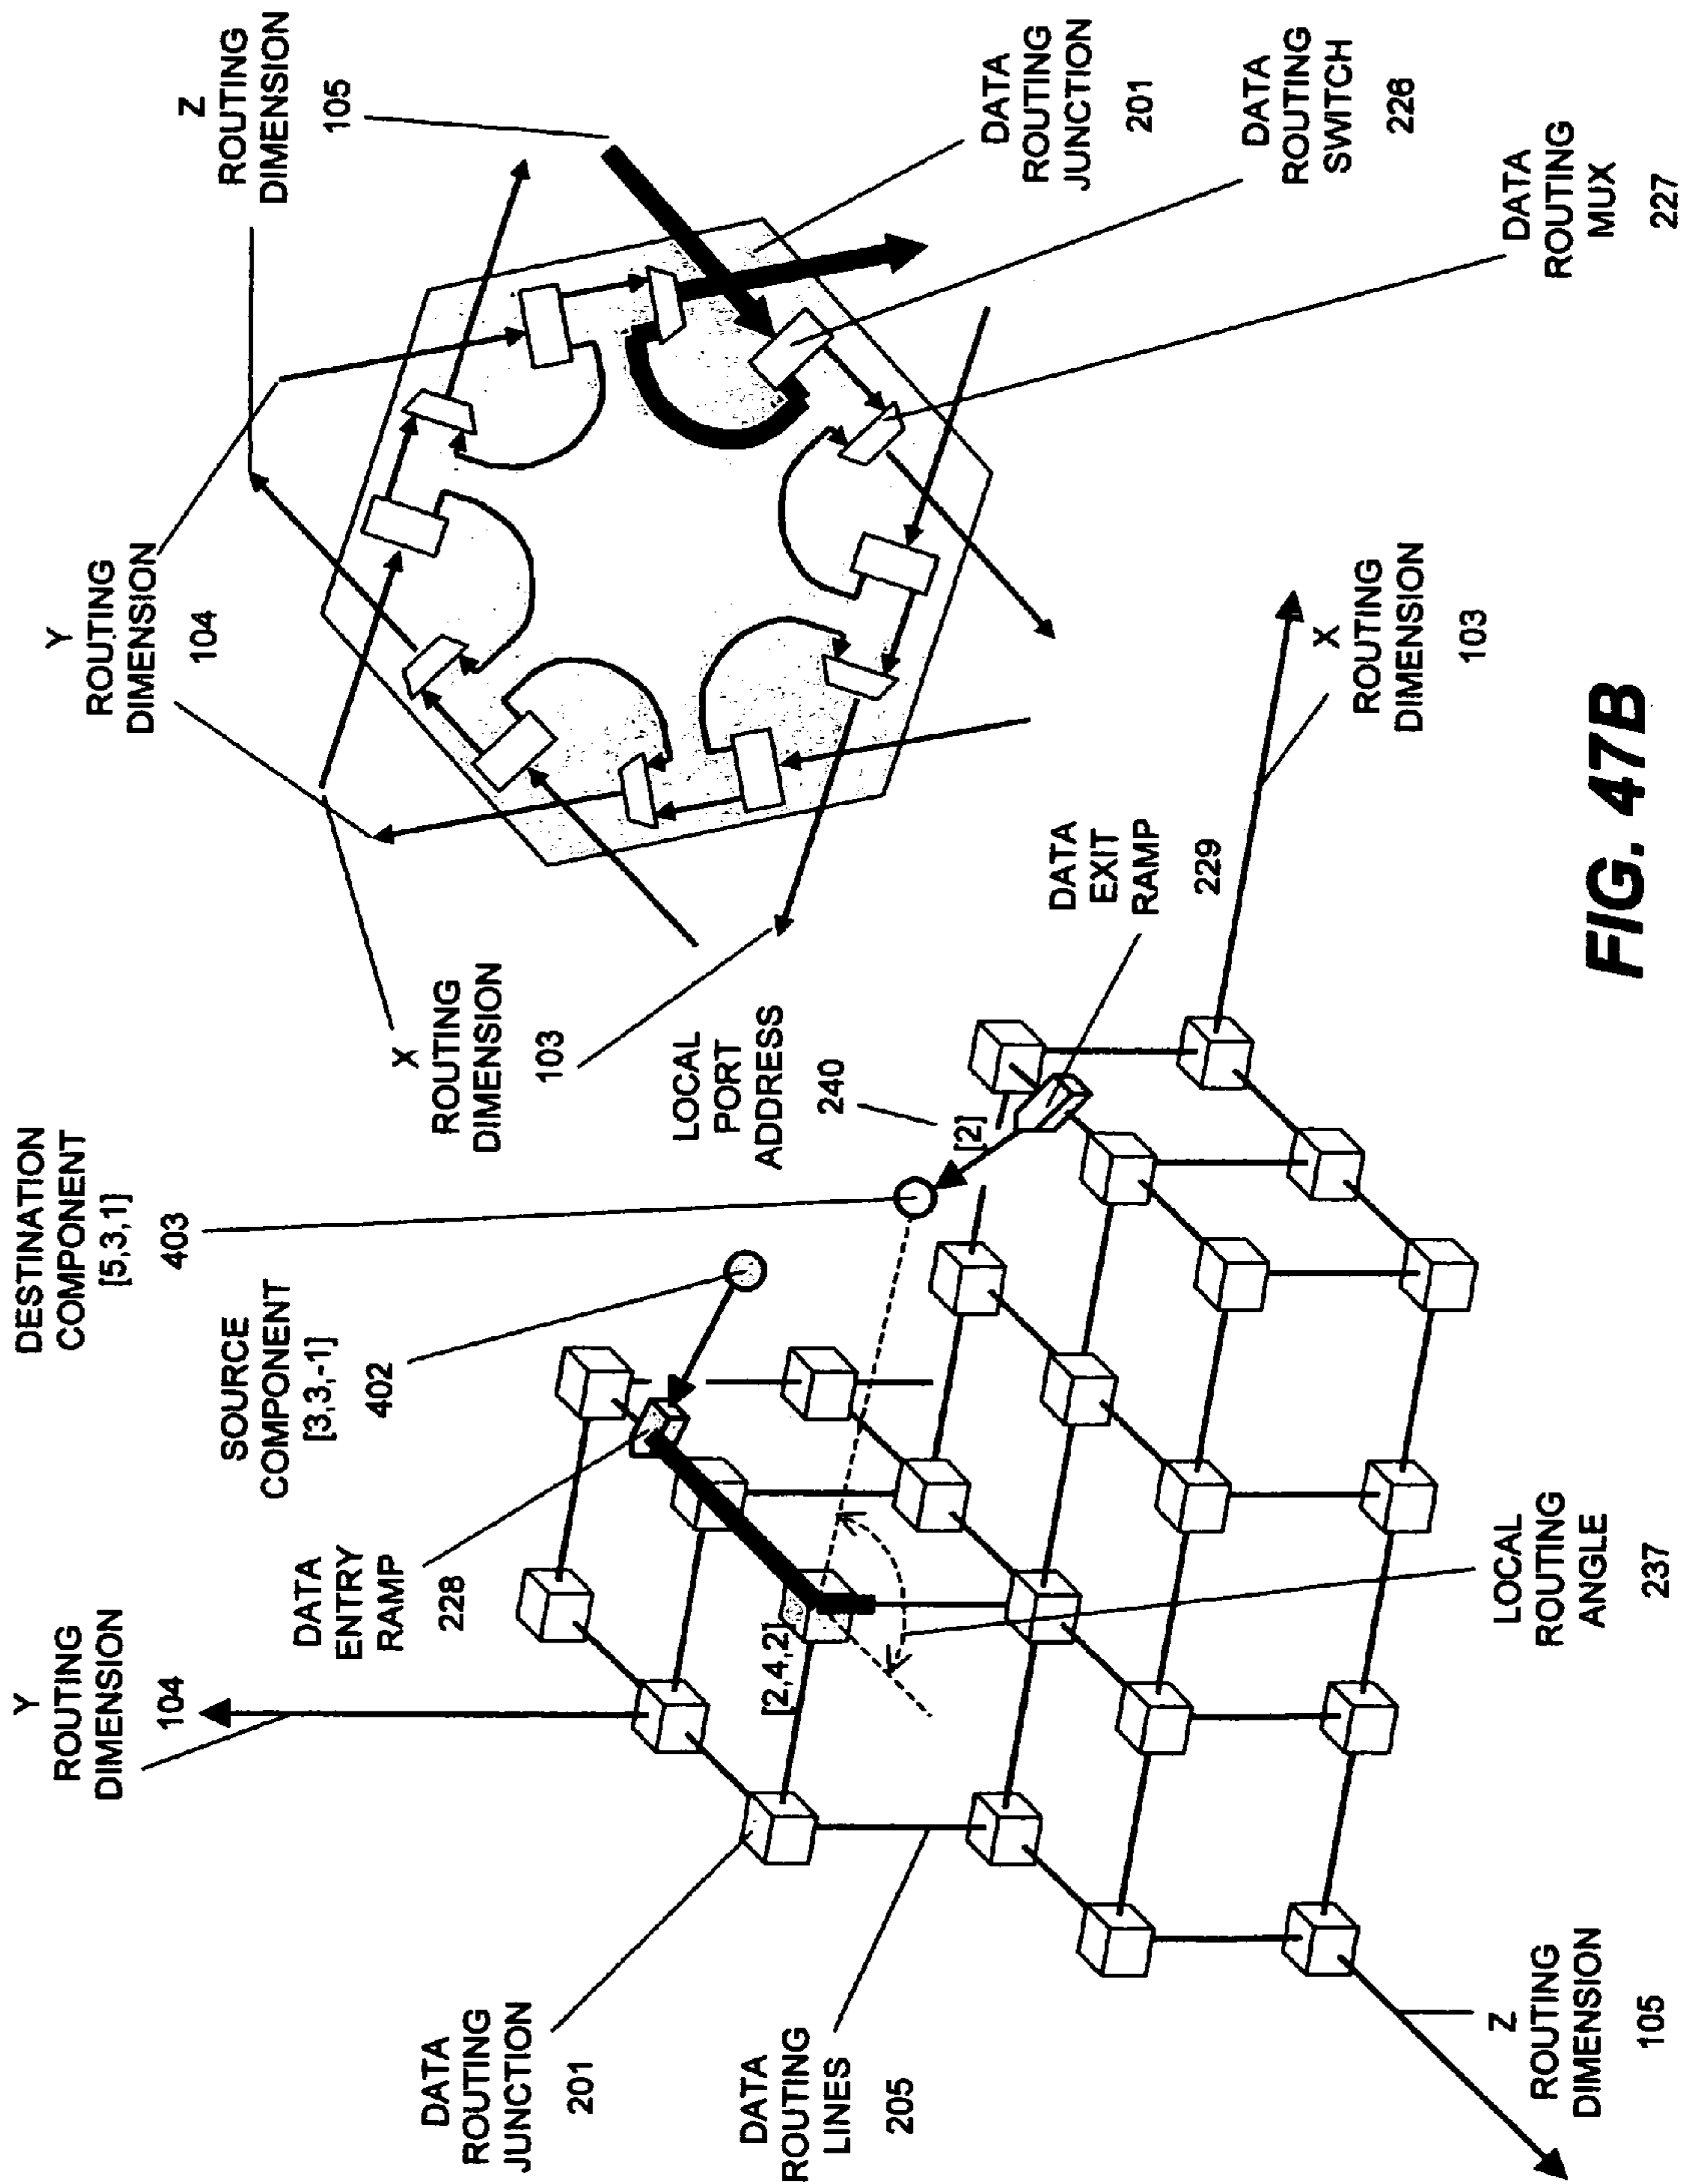 DESTINATION
COMPONENT
[5,3,1]
403
Y
ROUTING
DIMENSION
104
SOURCE
COMPONENT
[3,3,-1]
402
DATA
ENTRY
RAMP
228
DATA
ROUTING
JUNCTION
201
DATA
ROUTING
LINES
205
[2,4,2]
LOCAL
PORT
ADDRESS
240
[2]
DATA
EXIT
RAMP
229
LOCAL
ROUTING
ANGLE
237
Z
ROUTING
DIMENSION
105
X
ROUTING
DIMENSION
103
X
ROUTING
DIMENSION
103
Y
ROUTING
DIMENSION
104
Z
ROUTING
DIMENSION
105
DATA
ROUTING
JUNCTION
201
DATA
ROUTING
SWITCH
226
DATA
ROUTING
MUX
227
FIG. 47B